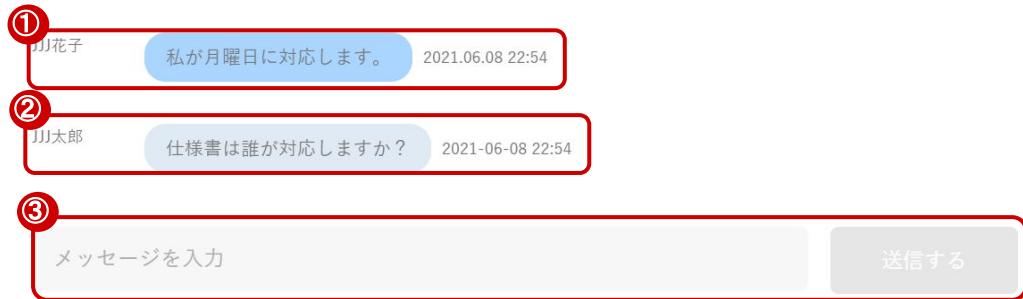 ①
JJJ花子
私が月曜日に対応します。 2021.06.08 22:54
②
JJJ太郎
仕様書は誰が対応しますか？ 2021-06-08 22:54
③
メッセージを入力 送信する